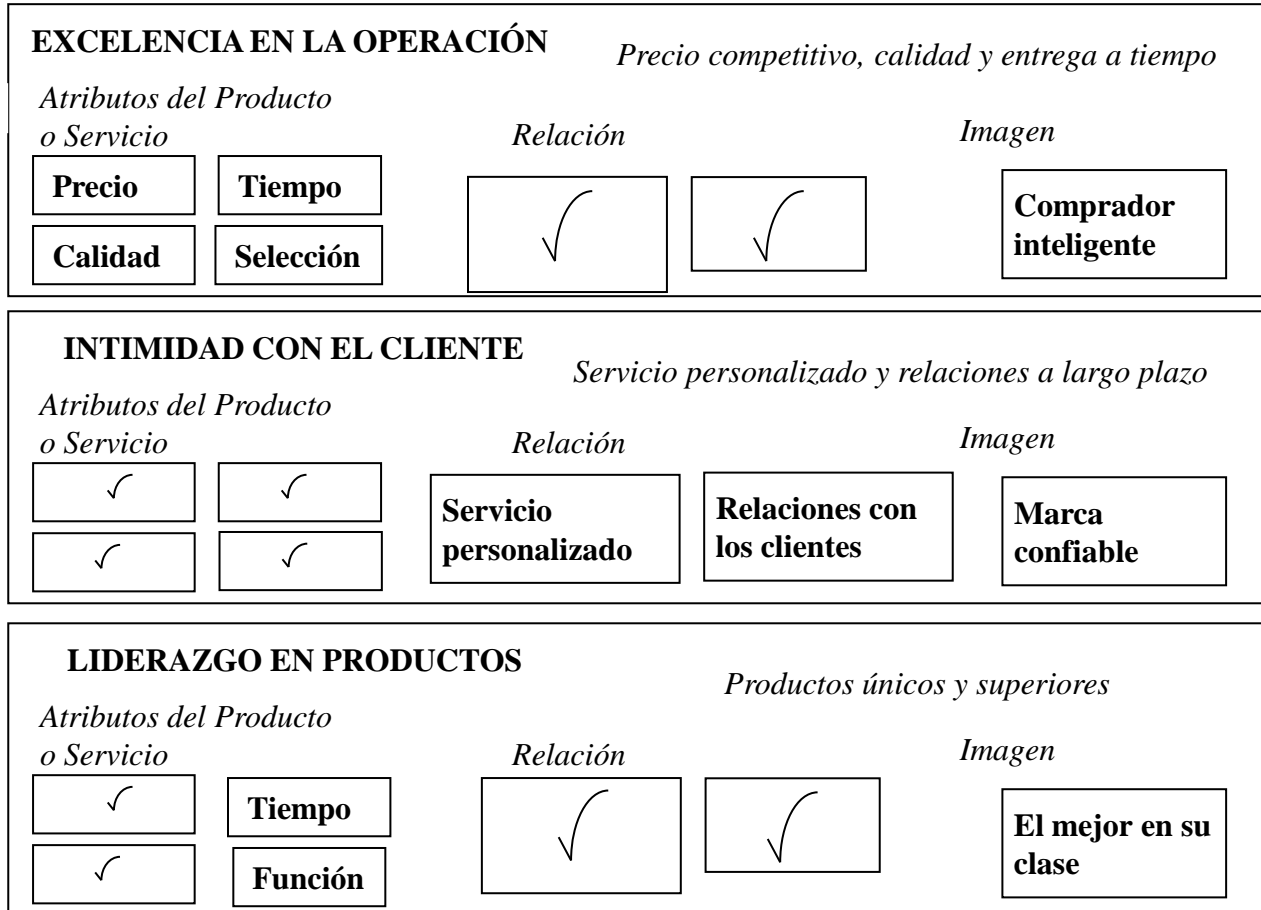 EXCELENCIA EN LA OPERACIÓN
Precio competitivo, calidad y entrega a tiempo
Atributos del Producto
o Servicio
Relación
Imagen
Precio
Tiempo
Calidad
Selección
Comprador
inteligente
INTIMIDAD CON EL CLIENTE
Servicio personalizado y relaciones a largo plazo
Atributos del Producto
o Servicio
Relación
Imagen
Servicio
personalizado
Relaciones con
los clientes
Marca
confiable
LIDERAZGO EN PRODUCTOS
Productos únicos y superiores
Atributos del Producto
o Servicio
Relación
Imagen
Tiempo
Función
El mejor en su
clase